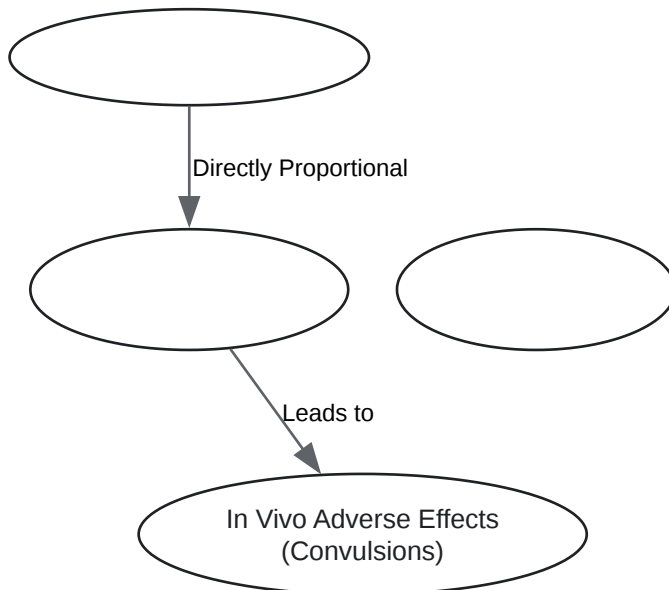 Directly Proportional
Leads to
In Vivo Adverse Effects
(Convulsions)